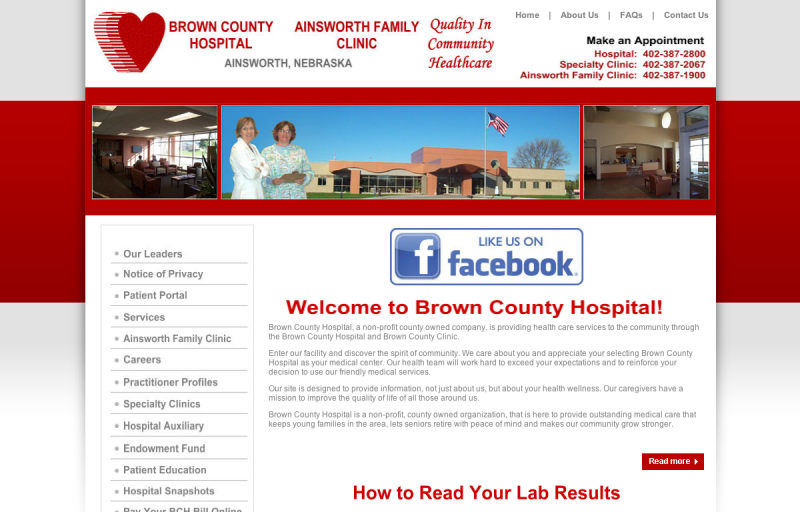 Home | About Us | FAQs | Contact Us
BROWN COUNTY
HOSPITAL
AINSWORTH FAMILY
CLINIC
AINSWORTH, NEBRASKA
Quality In
Community
Healthcare
Make an Appointment
Hospital: 402-387-2800
Specialty Clinic: 402-387-2067
Ainsworth Family Clinic: 402-387-1900
Our Leaders
Notice of Privacy
Patient Portal
Services
Ainsworth Family Clinic
Careers
Practitioner Profiles
Specialty Clinics
Hospital Auxiliary
Endowment Fund
Patient Education
Hospital Snapshots
Pay Your BCH Bill Online
LIKE US ON
f facebook
Welcome to Brown County Hospital!
Brown County Hospital, a non-profit county owned company, is providing health care services to the community through
the Brown County Hospital and Brown County Clinic.
Enter our facility and discover the spirit of community. We care about you and appreciate your selecting Brown County
Hospital as your medical center. Our health team will work hard to exceed your expectations and to reinforce your
decision to use our friendly medical services.
Our site is designed to provide information, not just about us, but about your health wellness. Our caregivers have a
mission to improve the quality of life of all those around us.
Brown County Hospital is a non-profit, county owned organization, that is here to provide outstanding medical care that
keeps young families in the area, lets seniors retire with peace of mind and makes our community grow stronger.
Read more
How to Read Your Lab Results